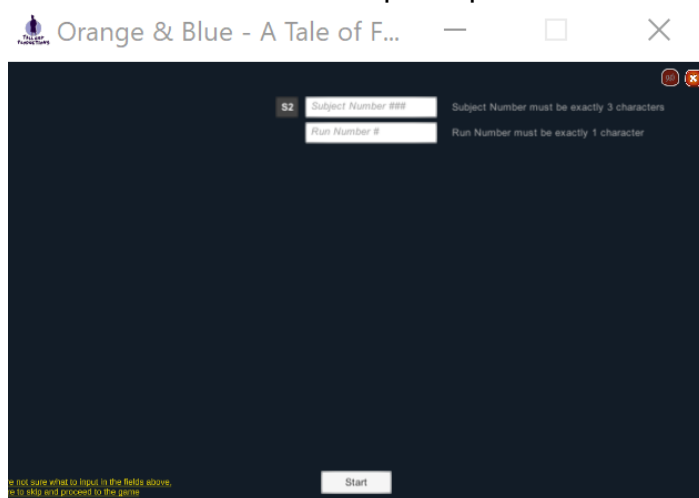 Orange & Blue - A Tale of F...
S2 Subject Number ### Subject Number must be exactly 3 characters
Run Number # Run Number must be exactly 1 character
e not sure what to input in the fields above,
e to skip and proceed to the game
Start